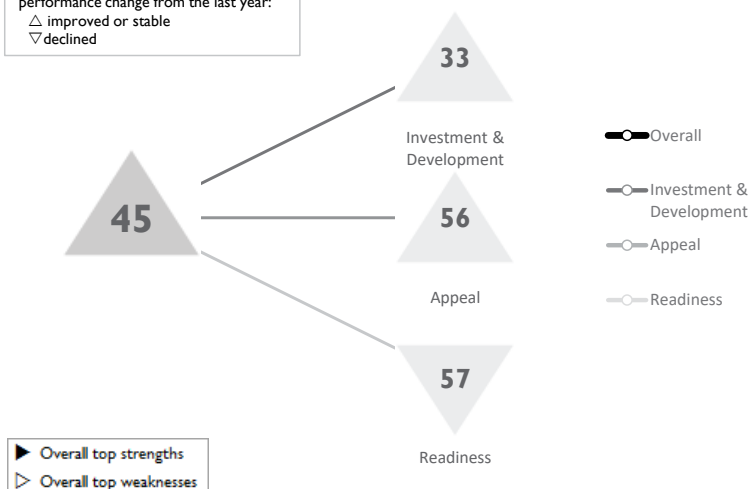 performance change from the last year:
△ improved or stable
▽ declined
33
Investment &
Development
45
56
Appeal
57
Readiness
Overall
Investment &
Development
Appeal
Readiness
▶ Overall top strengths
▷ Overall top weaknesses